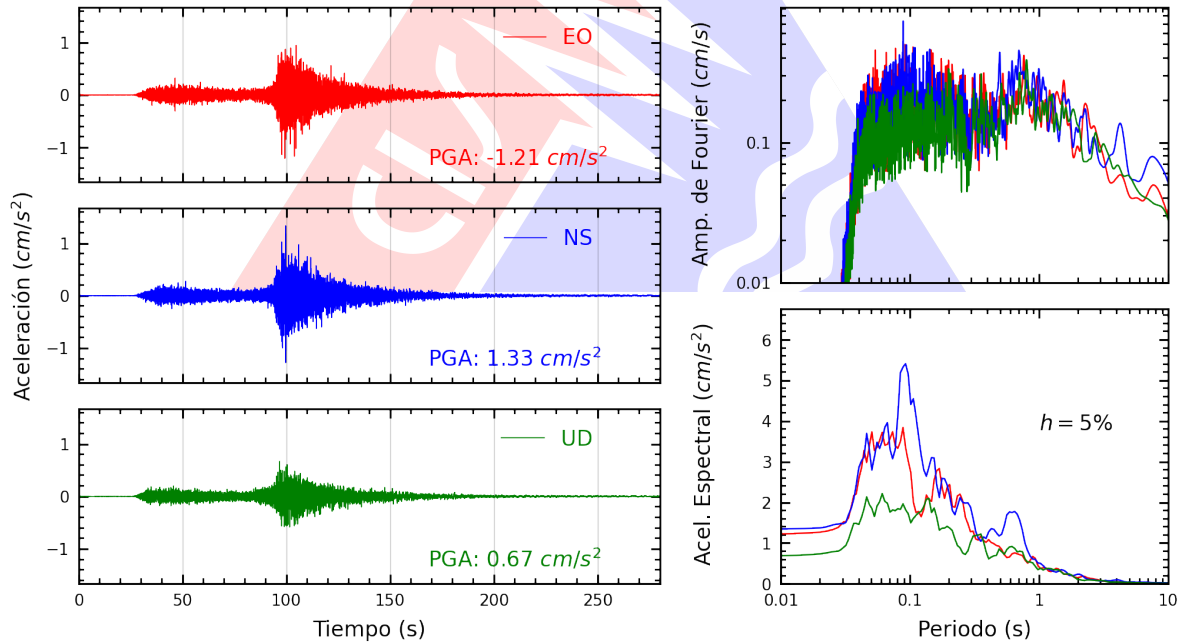 Aceleración (cm/s²)
1
0
−1
EO
PGA: -1.21 cm/s²
1
0
−1
NS
PGA: 1.33 cm/s²
1
0
−1
UD
PGA: 0.67 cm/s²
0 50 100 150 200 250
Tiempo (s)
Amp. de Fourier (cm/s)
0.1
0.01
Acel. Espectral (cm/s²)
6
5
4
3
2
1
0
h = 5%
0.01 0.1 1 10
Periodo (s)